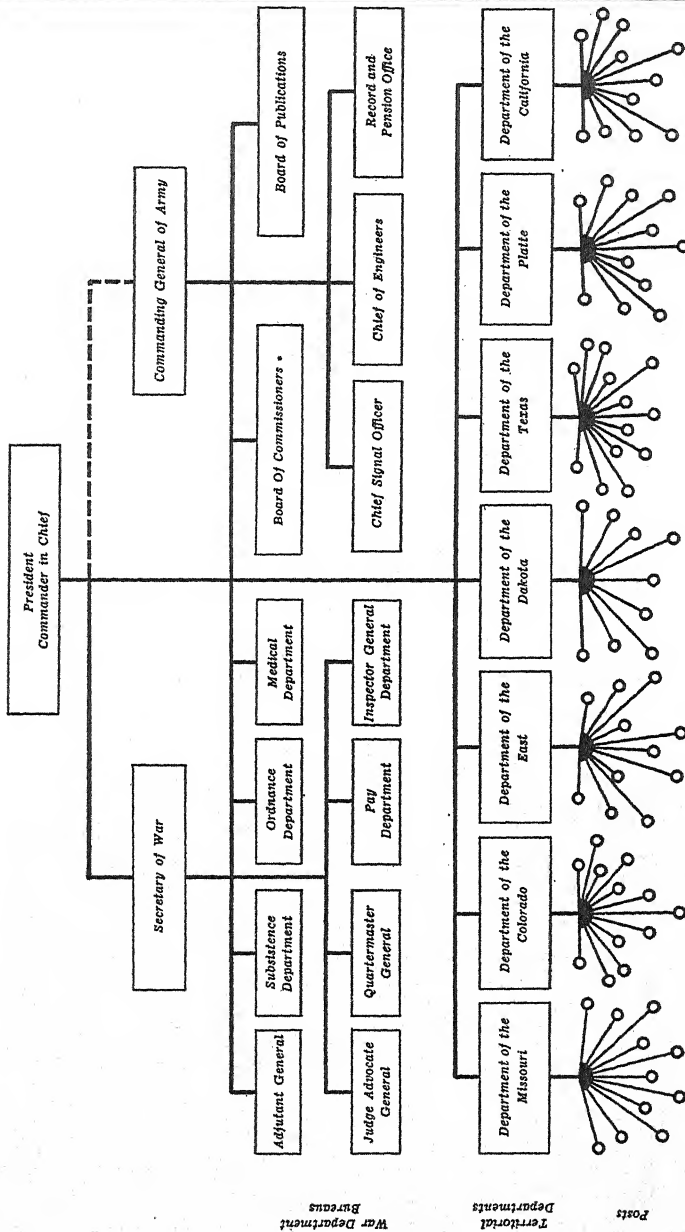 President
Commander in Chief
Secretary of War
Commanding General of Army
War Department
Bureaus
Adjutant General
Subsistence
Department
Ordnance
Department
Medical
Department
Board Of Commissioners *
Board of Publications
Judge Advocate
General
Quartermaster
General
Pay
Department
Inspector General
Department
Chief Signal Officer
Chief of Engineers
Record and
Pension Office
Territorial
Departments
Department of the
Missouri
Department of the
Colorado
Department of the
East
Department of the
Dakota
Department of the
Texas
Department of the
Platte
Department of the
California
Posts